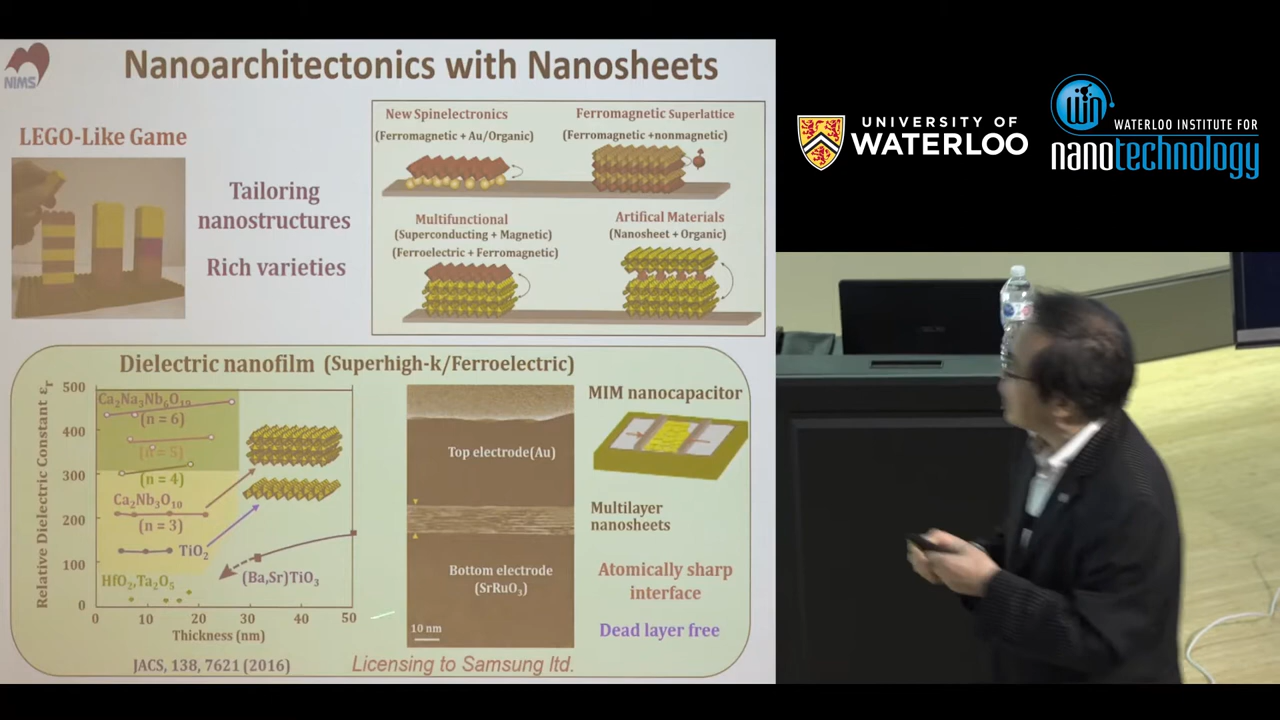 NIMS
Nanoarchitectonics with Nanosheets
LEGO-Like Game
Tailoring
nanostructures
Rich varieties
New Spinelectronics
(Ferromagnetic + Au/Organic)
Ferromagnetic Superlattice
(Ferromagnetic +nonmagnetic)
Multifunctional
(Superconducting + Magnetic)
(Ferroelectric + Ferromagnetic)
Artifical Materials
(Nanosheet + Organic)
Dielectric nanofilm (Superhigh-k/Ferroelectric)
Relative Dielectric Constant εr
500
400
300
200
100
0
Ca2Na3Nb6O19
(n = 6)
(n = 5)
(n = 4)
Ca2Nb3O10
(n = 3)
TiO2
HfO2,Ta2O5
(Ba,Sr)TiO3
0
10
20
30
40
50
Thickness (nm)
JACS, 138, 7621 (2016)
Top electrode(Au)
Bottom electrode
(SrRuO3)
10 nm
MIM nanocapacitor
Multilayer
nanosheets
Atomically sharp
interface
Dead layer free
Licensing to Samsung ltd.
UNIVERSITY OF
WATERLOO
WIN
WATERLOO INSTITUTE FOR
nanotechnology